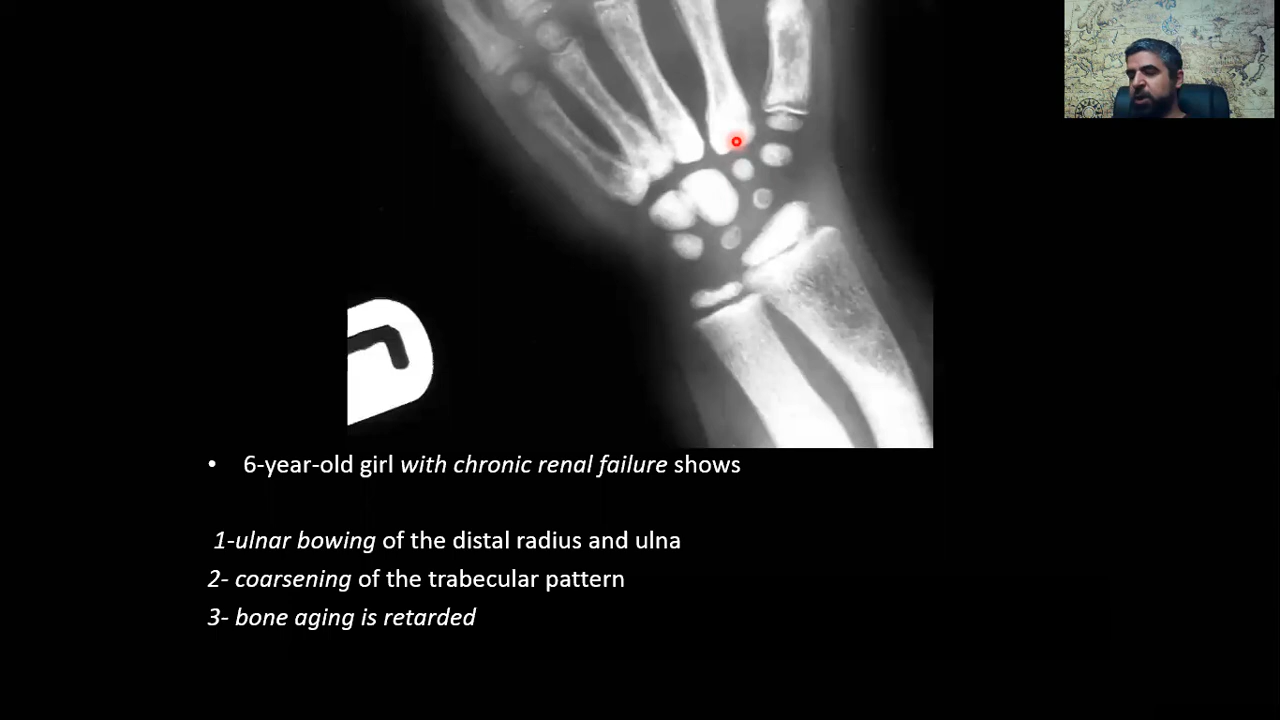 • 6-year-old girl with chronic renal failure shows
1-ulnar bowing of the distal radius and ulna
2- coarsening of the trabecular pattern
3- bone aging is retarded